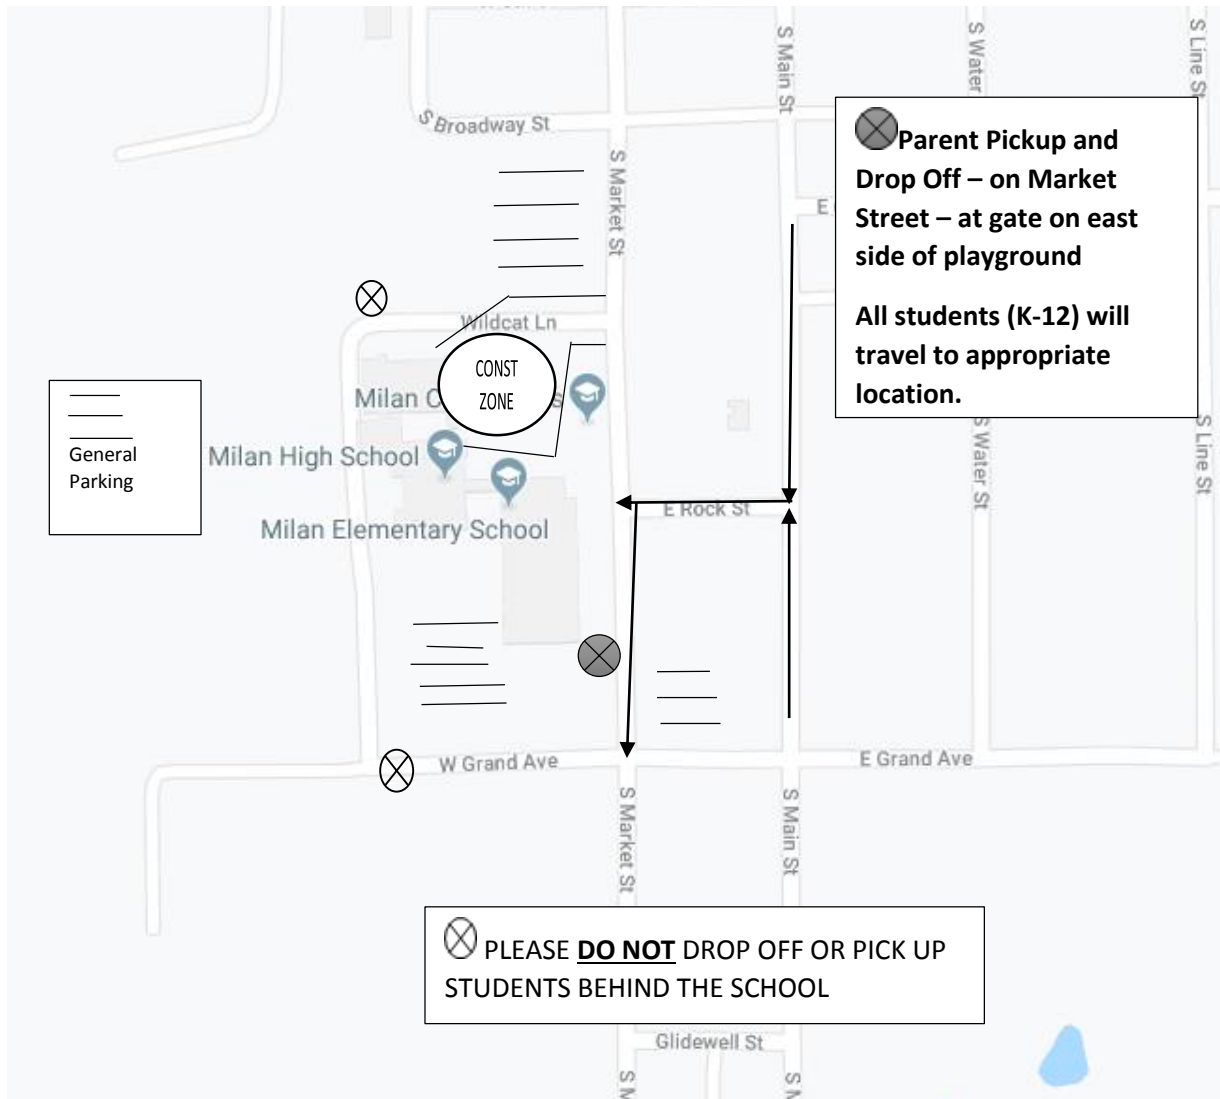 S Main St
S Water
S Line St
S Broadway St
S Market St
E
Parent Pickup and
Drop Off – on Market
Street – at gate on east
side of playground
All students (K-12) will
travel to appropriate
location.
Wildcat Ln
CONST
ZONE
Milan C
s
General
Parking
Milan High School
Milan Elementary School
E Rock St
S Water St
S Line St
W Grand Ave
E Grand Ave
S Market St
S Main St
PLEASE DO NOT DROP OFF OR PICK UP
STUDENTS BEHIND THE SCHOOL
Glidewell St
S M
S M